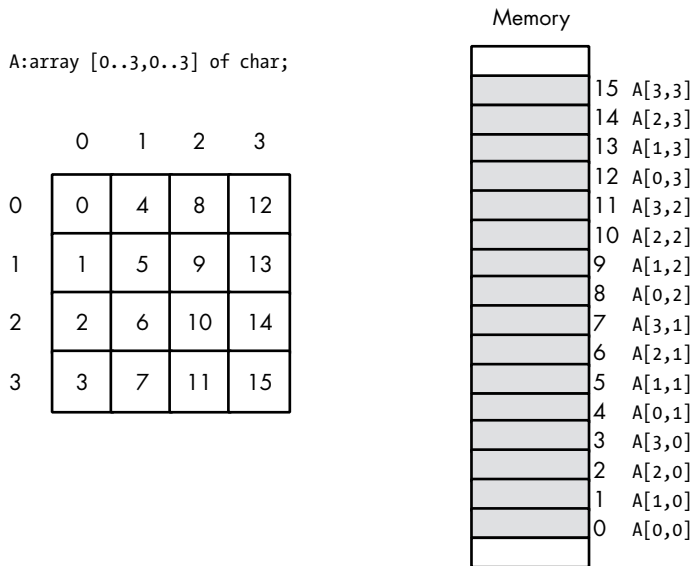 Memory
A:array [0..3,0..3] of char;
0 1 2 3
0 0 4 8 12
1 1 5 9 13
2 2 6 10 14
3 3 7 11 15
15 A[3,3]
14 A[2,3]
13 A[1,3]
12 A[0,3]
11 A[3,2]
10 A[2,2]
9 A[1,2]
8 A[0,2]
7 A[3,1]
6 A[2,1]
5 A[1,1]
4 A[0,1]
3 A[3,0]
2 A[2,0]
1 A[1,0]
0 A[0,0]